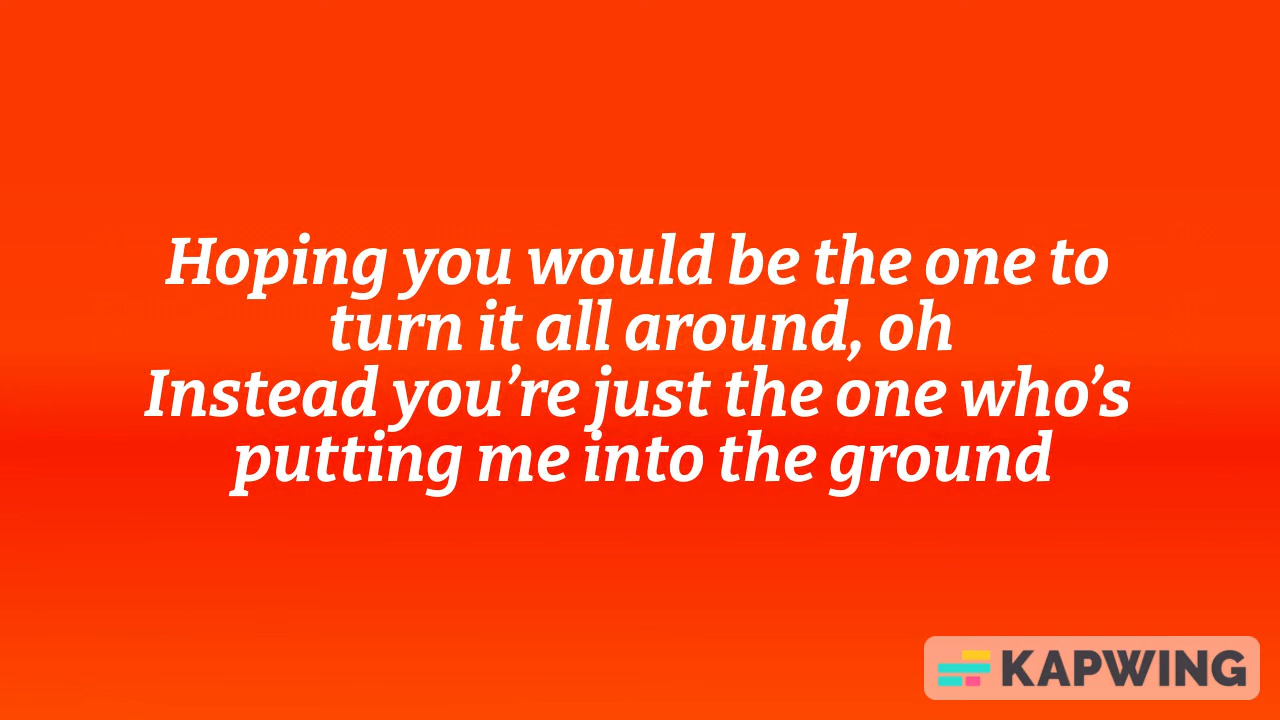 Hoping you would be the one to
turn it all around, oh
Instead you’re just the one who’s
putting me into the ground
KAPWING